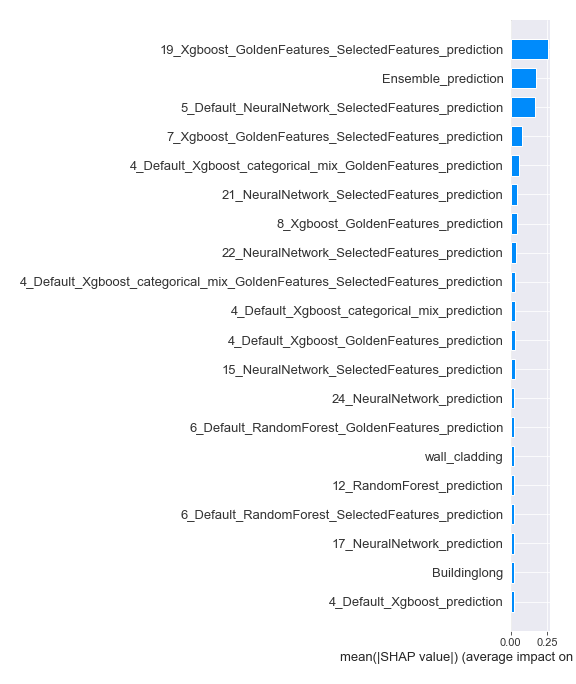 19_Xgboost_GoldenFeatures_SelectedFeatures_prediction
Ensemble_prediction
5_Default_NeuralNetwork_SelectedFeatures_prediction
7_Xgboost_GoldenFeatures_SelectedFeatures_prediction
4_Default_Xgboost_categorical_mix_GoldenFeatures_prediction
21_NeuralNetwork_SelectedFeatures_prediction
8_Xgboost_GoldenFeatures_SelectedFeatures_prediction
22_NeuralNetwork_SelectedFeatures_prediction
4_Default_Xgboost_categorical_mix_GoldenFeatures_SelectedFeatures_prediction
4_Default_Xgboost_categorical_mix_prediction
4_Default_Xgboost_GoldenFeatures_prediction
15_NeuralNetwork_SelectedFeatures_prediction
24_NeuralNetwork_prediction
6_Default_RandomForest_GoldenFeatures_prediction
wall_cladding
12_RandomForest_prediction
6_Default_RandomForest_SelectedFeatures_prediction
17_NeuralNetwork_prediction
Buildinglong
4_Default_Xgboost_prediction
0.00 0.25
mean(|SHAP value|) (average impact on